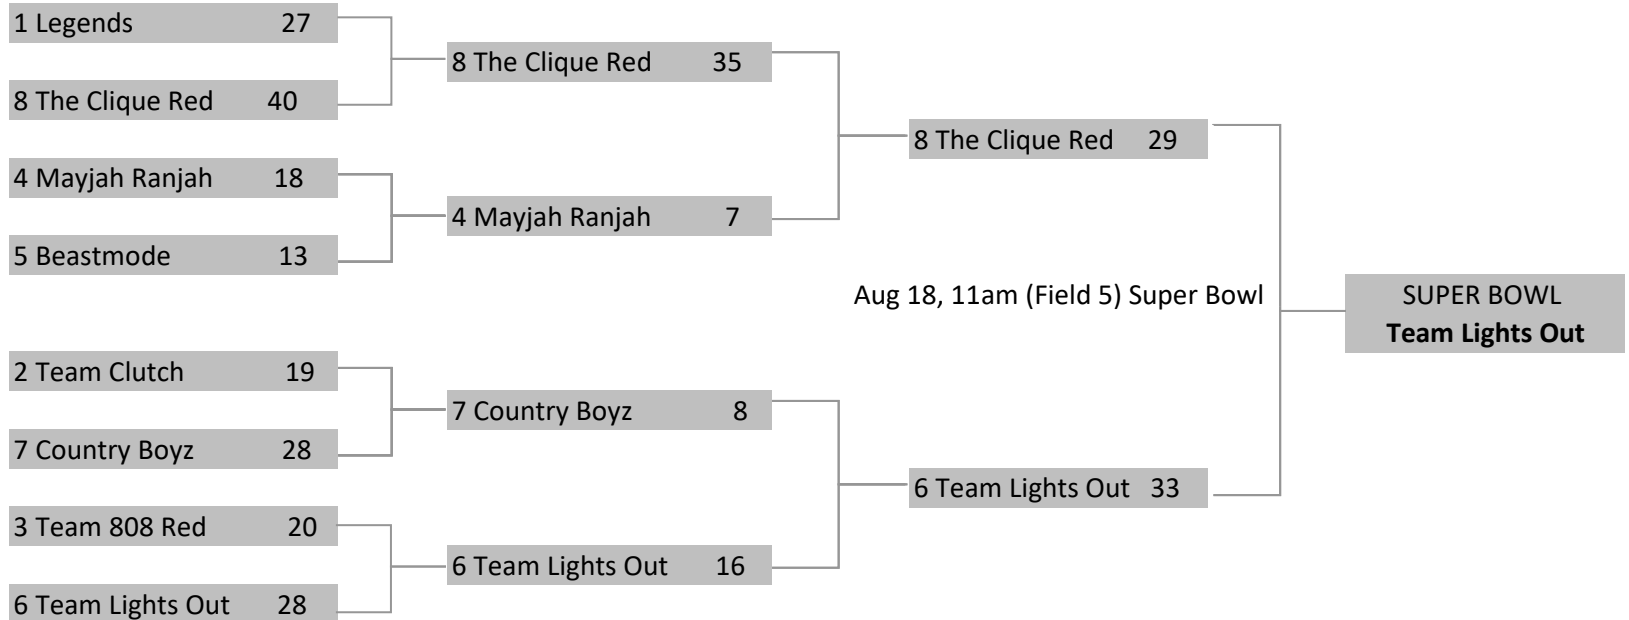 1 Legends 27
8 The Clique Red 35
8 The Clique Red 40
8 The Clique Red 29
4 Mayjah Ranjah 18
4 Mayjah Ranjah 7
5 Beastmode 13
Aug 18, 11am (Field 5) Super Bowl
SUPER BOWL
Team Lights Out
2 Team Clutch 19
7 Country Boyz 8
7 Country Boyz 28
6 Team Lights Out 33
3 Team 808 Red 20
6 Team Lights Out 16
6 Team Lights Out 28